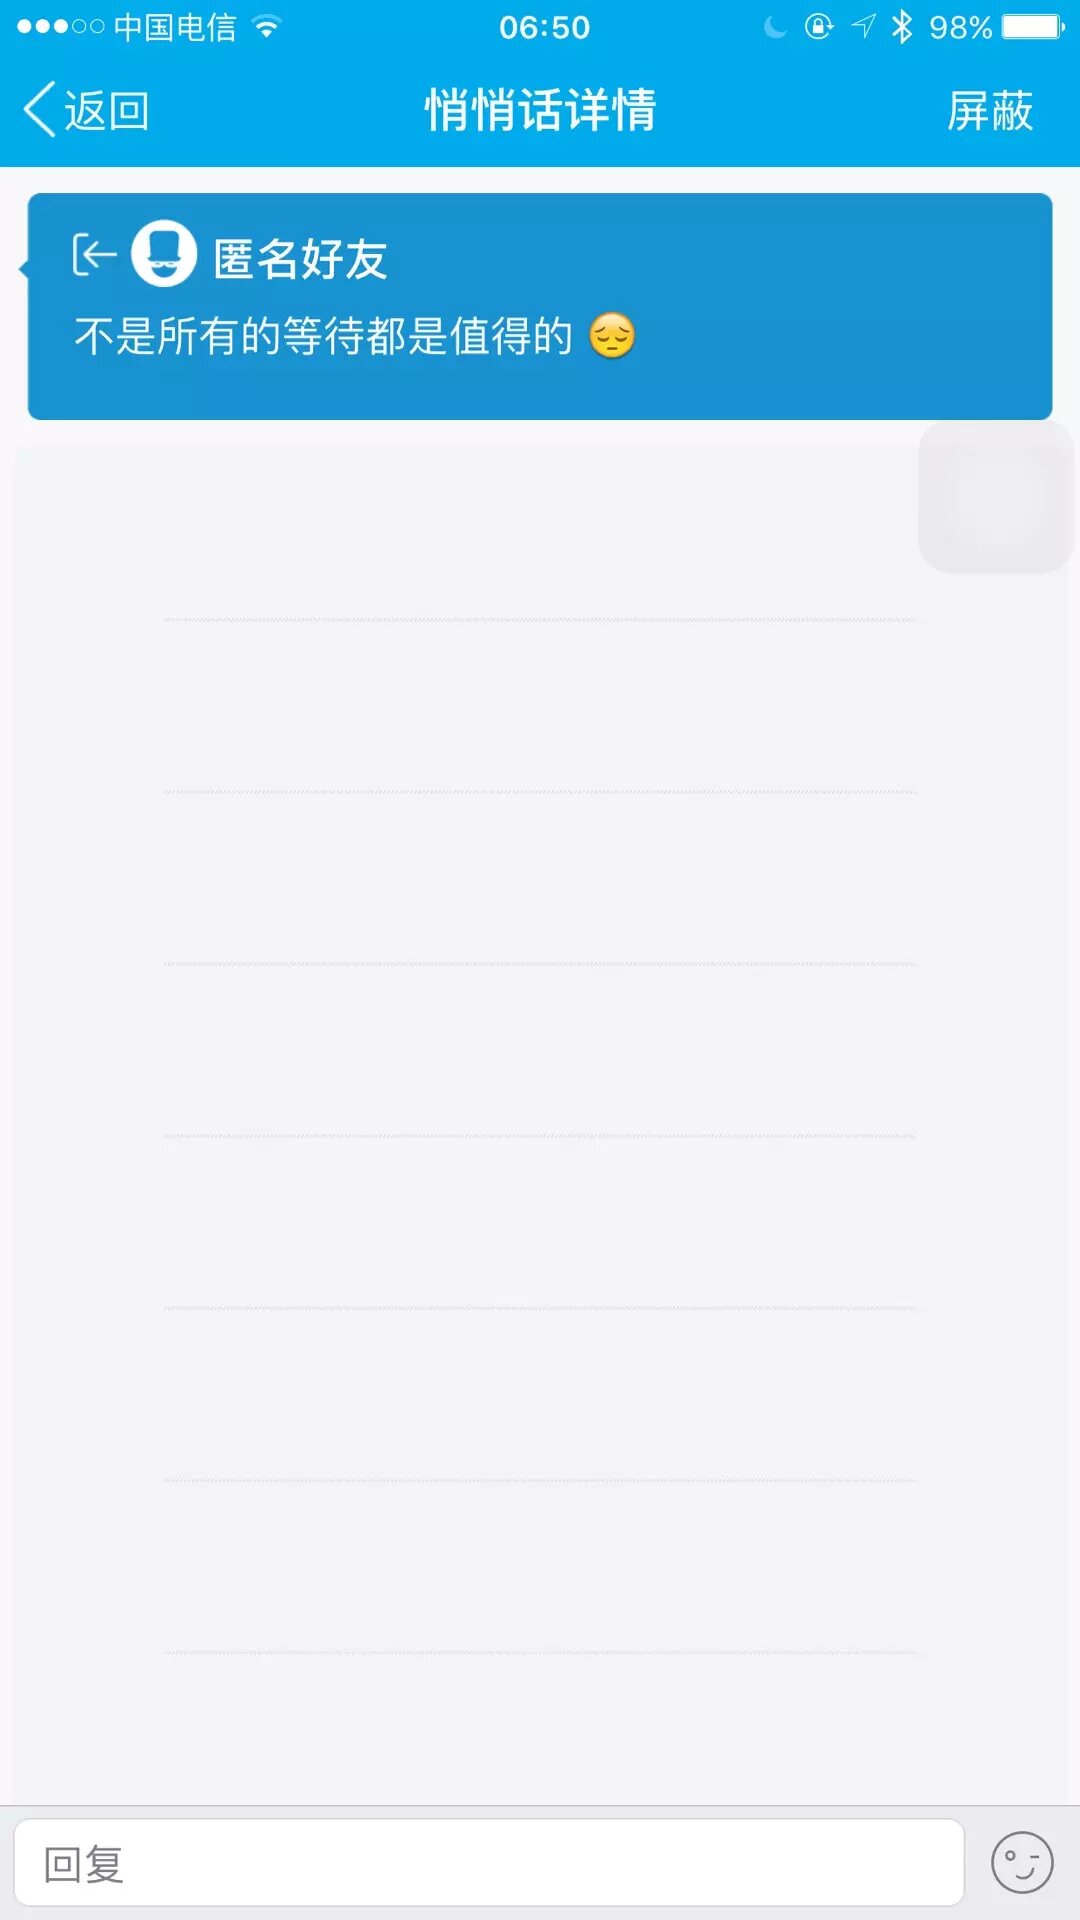 中国电信 06:50 98%
返回 悄悄话详情 屏蔽
匿名好友
不是所有的等待都是值得的 😔
回复